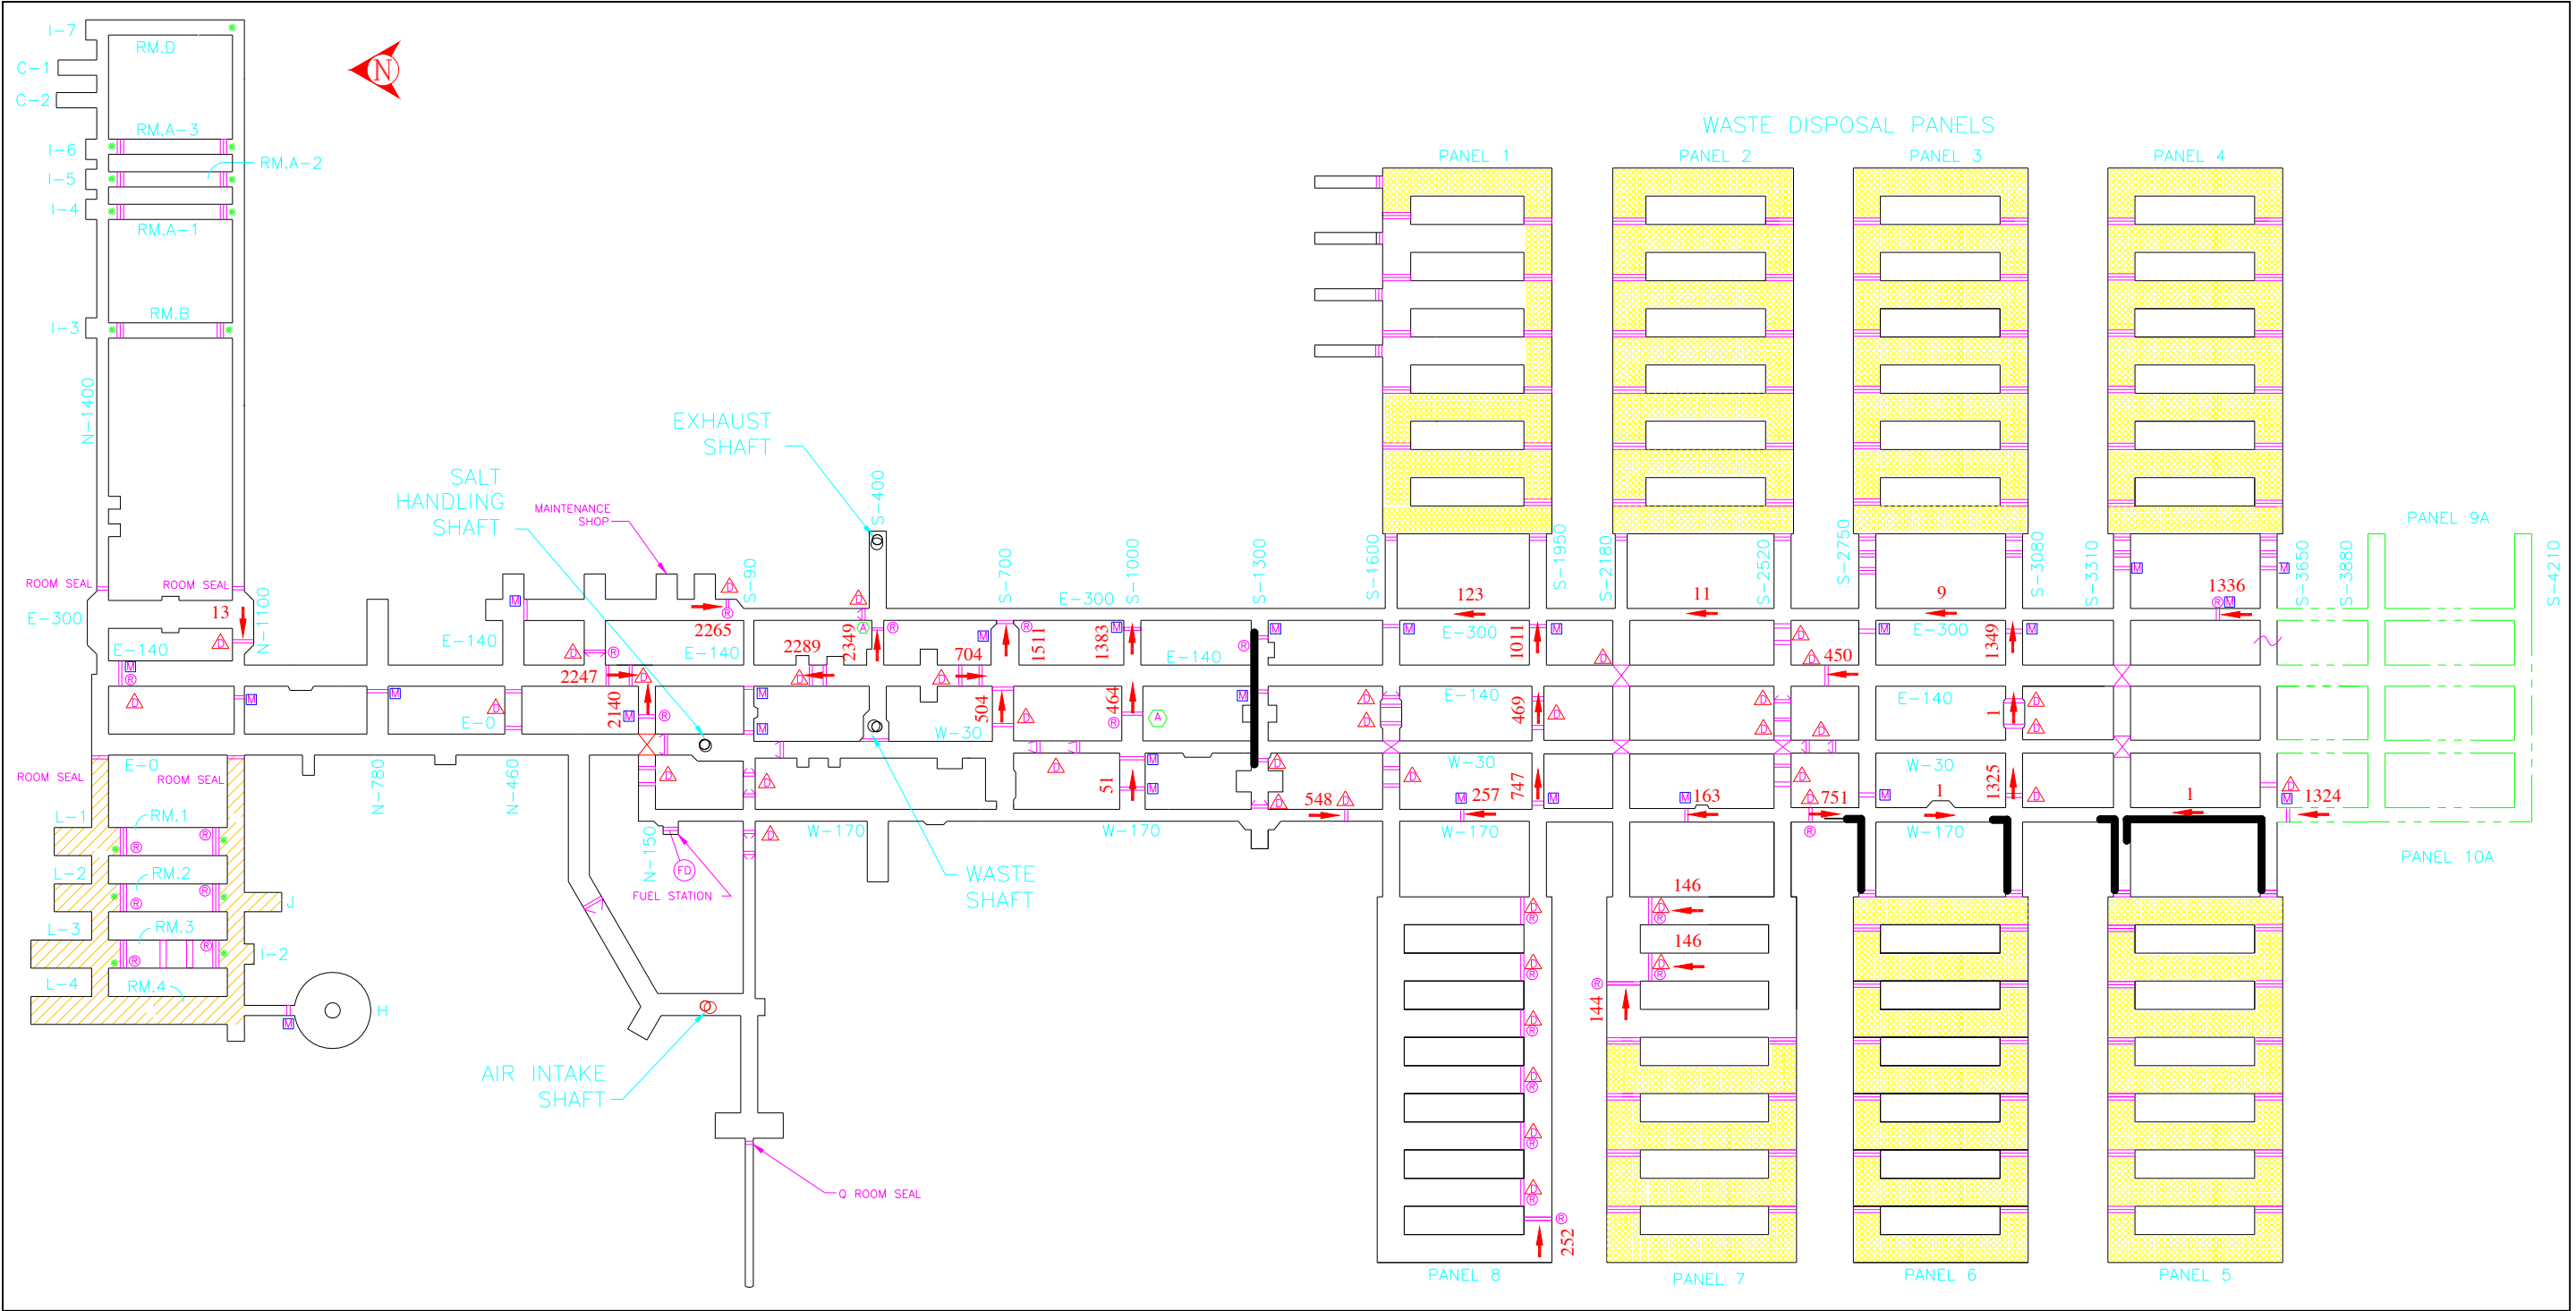 I-7
RM.D
C-1
C-2
N
RM.A-3
I-6
RM.A-2
I-5
I-4
RM.A-1
RM.B
I-3
N-1400
WASTE DISPOSAL PANELS
PANEL 1
PANEL 2
PANEL 3
PANEL 4
EXHAUST
SHAFT
SALT
HANDLING
SHAFT
MAINTENANCE
SHOP
S-400
S-90
S-700
S-1000
S-1300
S-1600
S-1950
S-2180
S-2520
S-2750
S-3080
S-3310
S-3650
S-3880
S-4210
PANEL 9A
ROOM SEAL
ROOM SEAL
E-300
13
N-1100
E-140
E-140
2265
E-300
123
11
9
1336
E-140
2289
2349
704
1511
1383
E-140
E-300
1011
E-300
1349
2247
2140
504
464
E-140
469
450
E-140
1
E-0
W-30
W-30
747
W-30
1325
51
548
257
163
751
1
1
1324
ROOM SEAL
E-0
ROOM SEAL
N-780
N-460
N-150
W-170
W-170
W-170
W-170
PANEL 10A
L-1
RM.1
FD
FUEL STATION
WASTE
SHAFT
L-2
RM.2
J
L-3
RM.3
I-2
L-4
RM.4
H
146
146
144
252
AIR INTAKE
SHAFT
Q ROOM SEAL
PANEL 8
PANEL 7
PANEL 6
PANEL 5